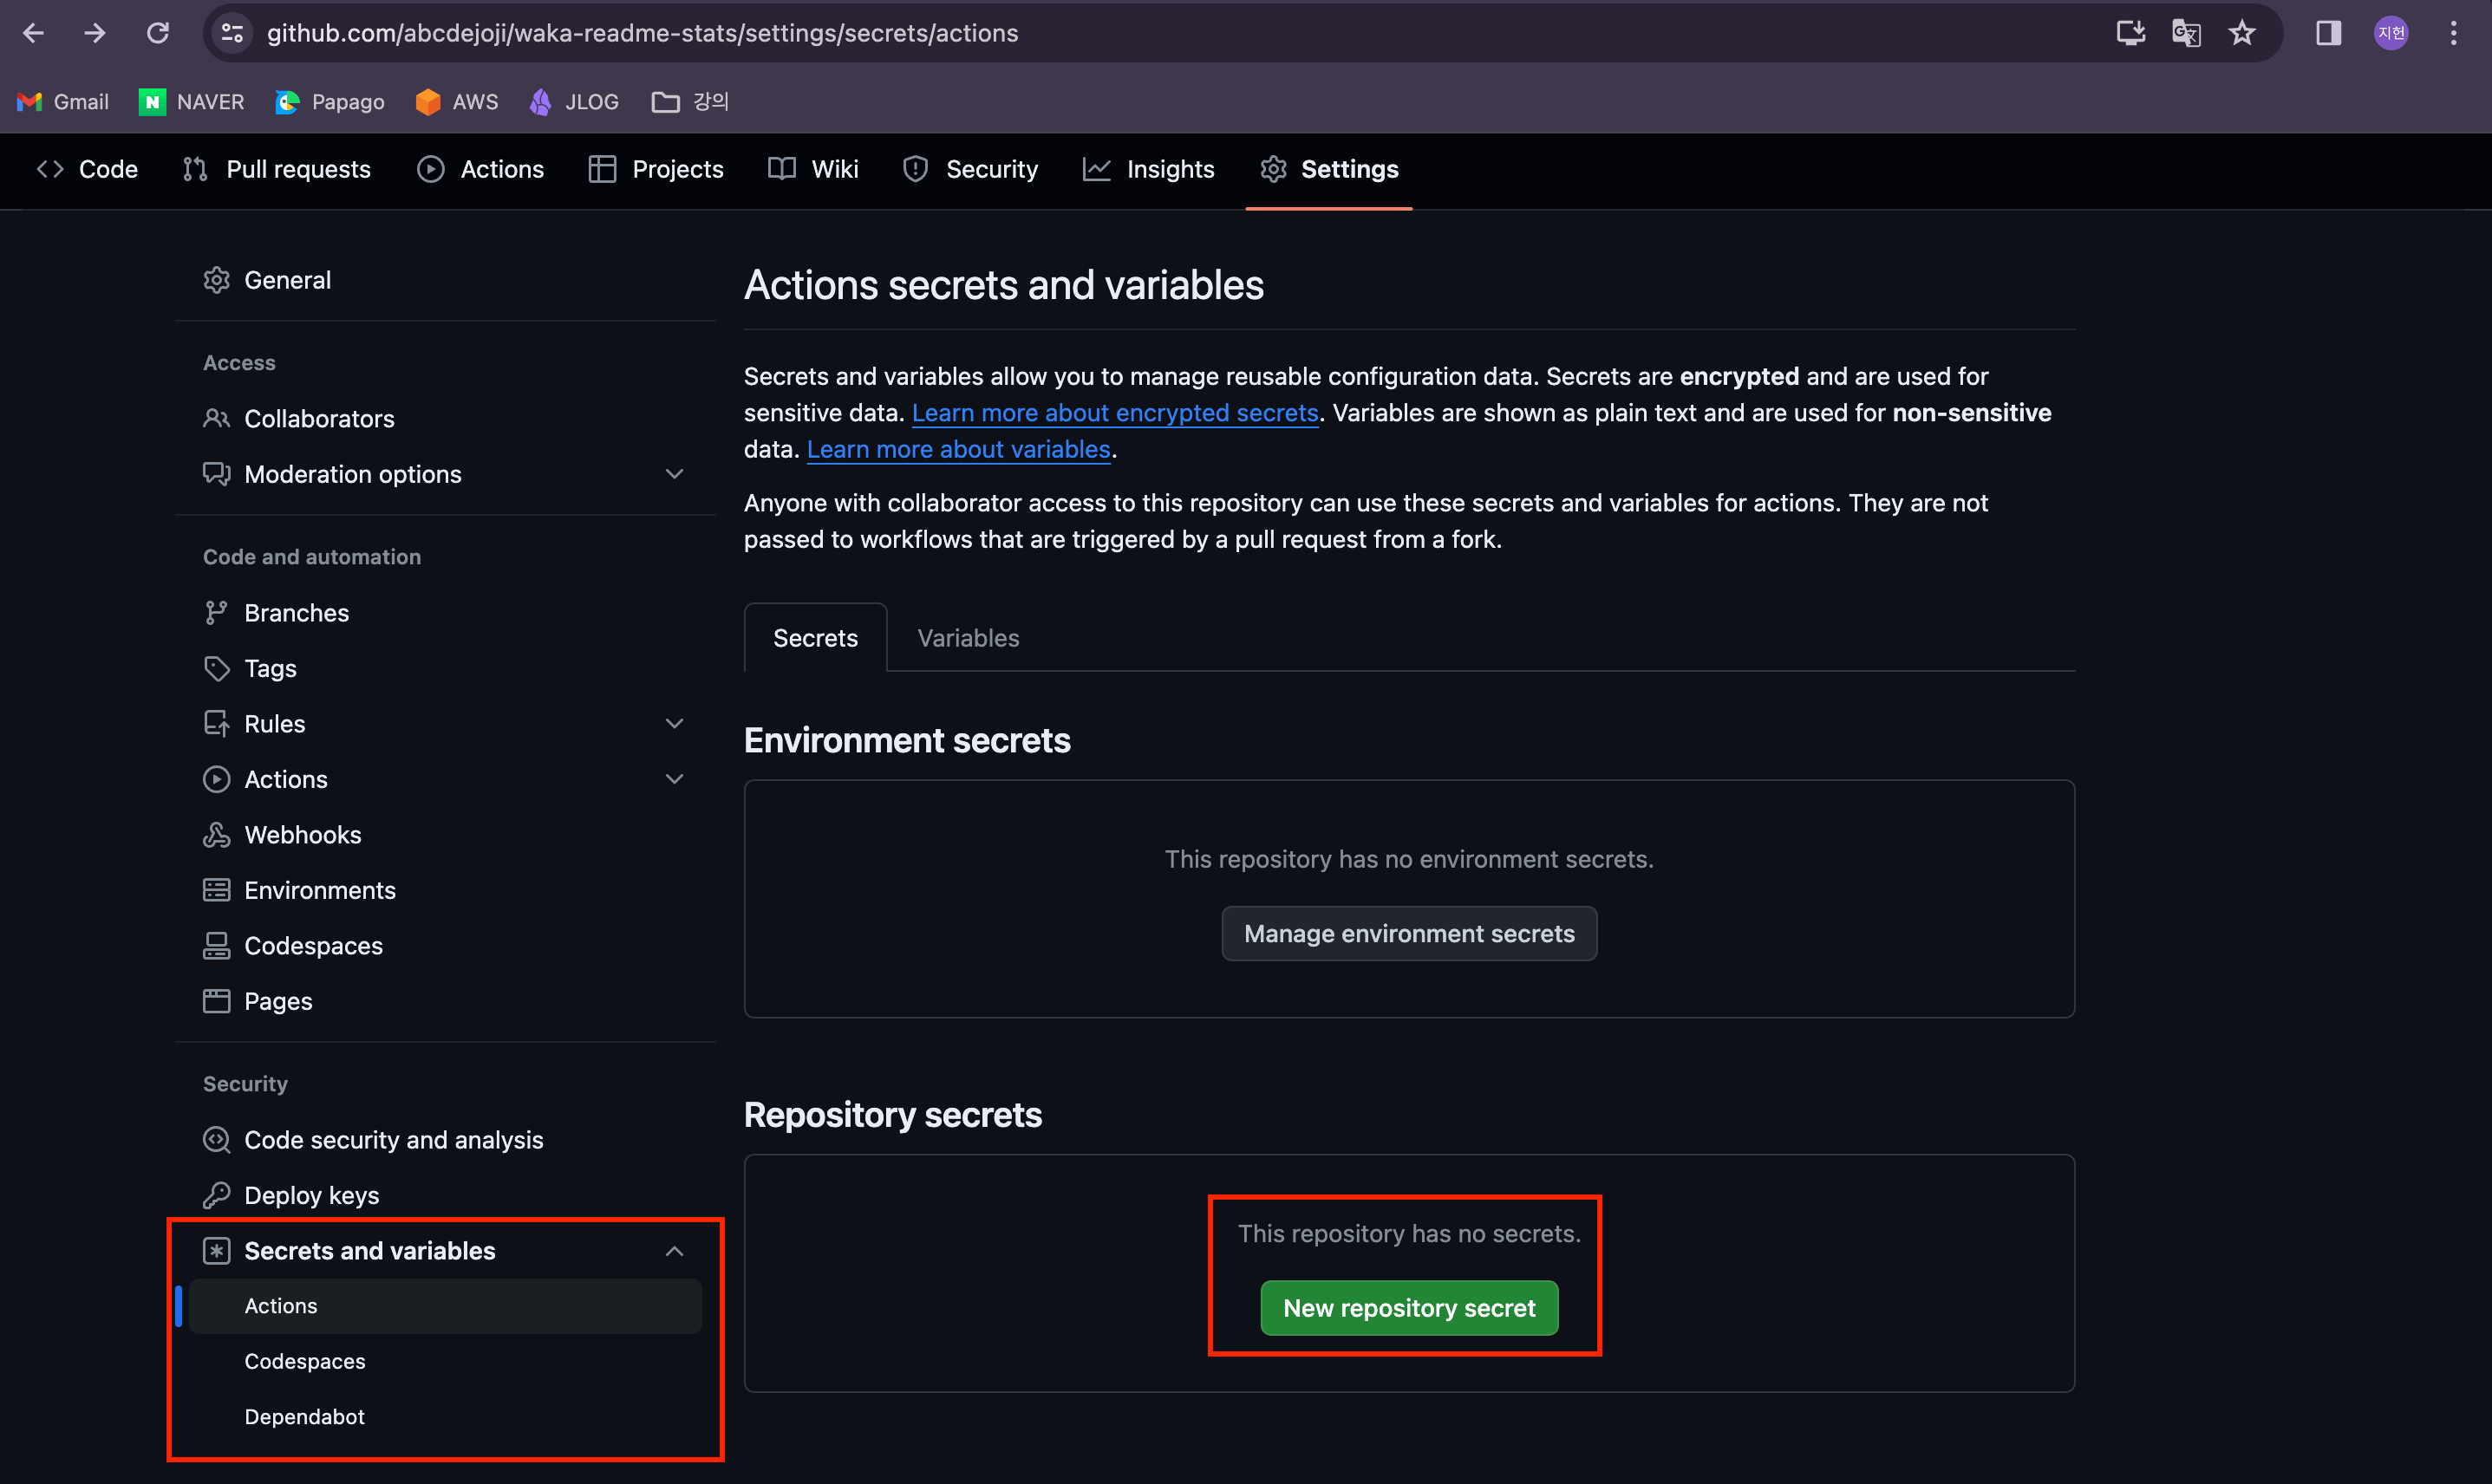 github.com/abcdejoji/waka-readme-stats/settings/secrets/actions
지헌
Gmail NAVER Papago AWS JLOG 강의
Code Pull requests Actions Projects Wiki Security Insights Settings
General
Access
Collaborators
Moderation options
Code and automation
Branches
Tags
Rules
Actions
Webhooks
Environments
Codespaces
Pages
Security
Code security and analysis
Deploy keys
Secrets and variables
Actions
Codespaces
Dependabot
Actions secrets and variables
Secrets and variables allow you to manage reusable configuration data. Secrets are encrypted and are used for
sensitive data. Learn more about encrypted secrets. Variables are shown as plain text and are used for non-sensitive
data. Learn more about variables.
Anyone with collaborator access to this repository can use these secrets and variables for actions. They are not
passed to workflows that are triggered by a pull request from a fork.
Secrets Variables
Environment secrets
This repository has no environment secrets.
Manage environment secrets
Repository secrets
This repository has no secrets.
New repository secret